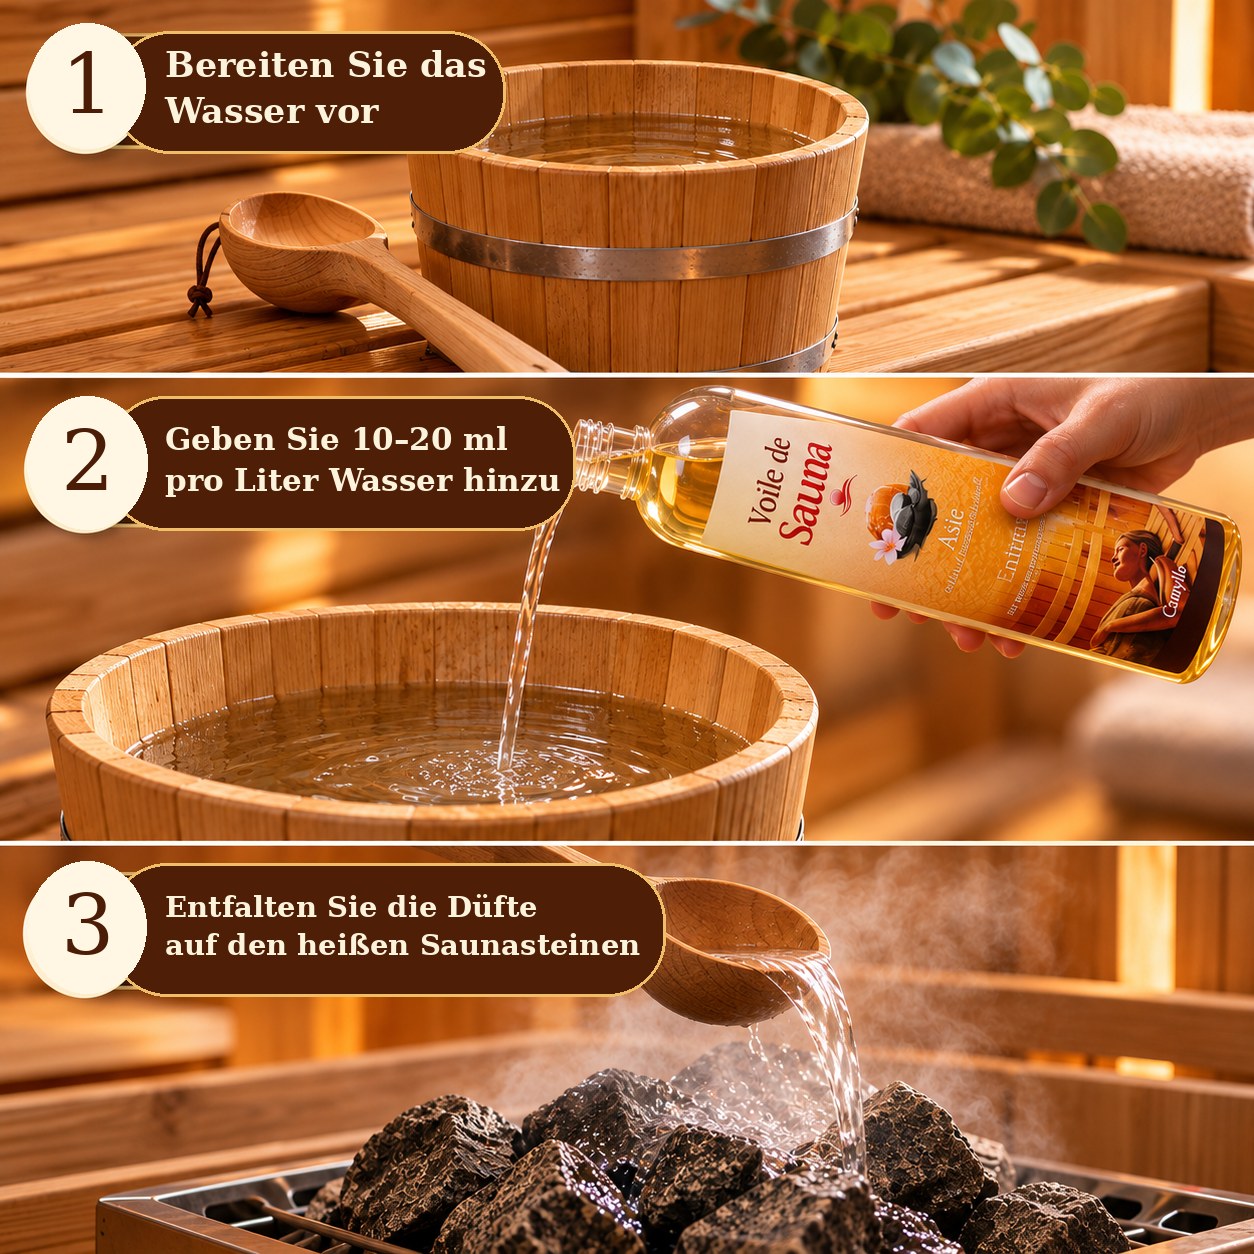 1
Bereiten Sie das
Wasser vor
2
Geben Sie 10–20 ml
pro Liter Wasser hinzu
Voile de
Sauna
Asie
Camyllo
3
Entfalten Sie die Düfte
auf den heißen Saunasteinen